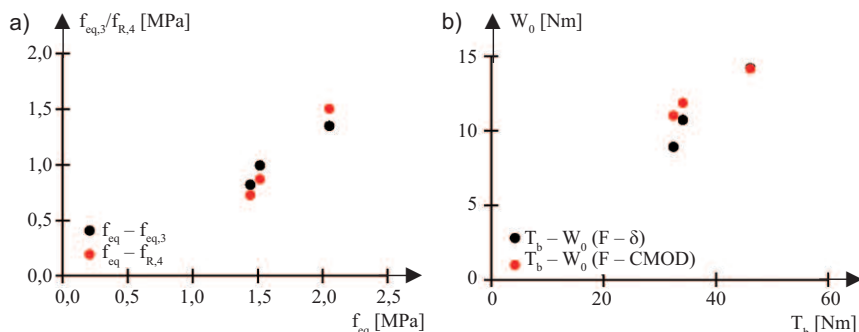 a)
f_eq,3/f_R,4 [MPa]
2,0
1,5
1,0
0,5
0,0
f_eq – f_eq,3
f_eq – f_R,4
0,0 0,5 1,0 1,5 2,0 2,5
f_eq [MPa]
b)
W_0 [Nm]
15
10
5
0
T_b – W_0 (F – δ)
T_b – W_0 (F – CMOD)
0 20 40 60
T_b [Nm]